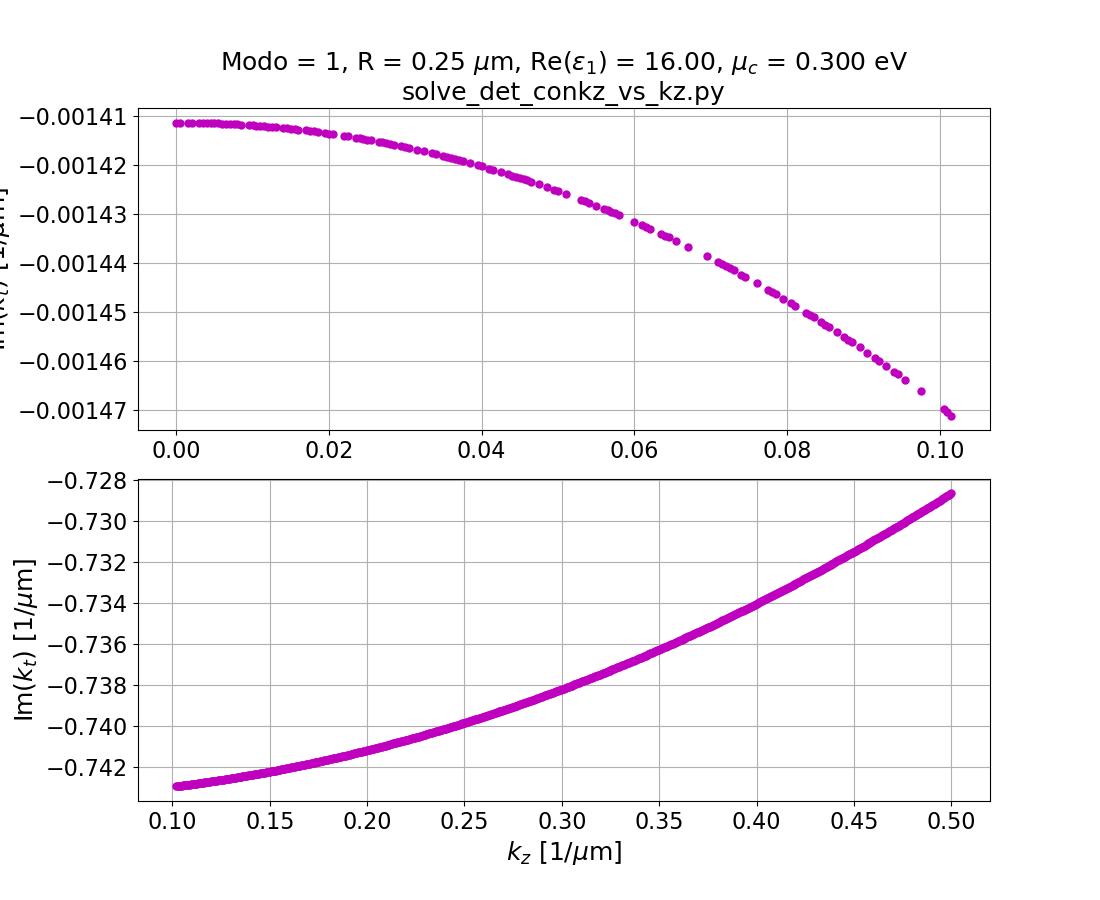 Modo = 1, R = 0.25 μm, Re(ε₁) = 16.00, μ_c = 0.300 eV
solve_det_conkz_vs_kz.py
−0.00141
−0.00142
−0.00143
−0.00144
−0.00145
−0.00146
−0.00147
0.00 0.02 0.04 0.06 0.08 0.10
−0.728
−0.730
−0.732
−0.734
−0.736
−0.738
−0.740
−0.742
Im(k_t) [1/μm]
0.10 0.15 0.20 0.25 0.30 0.35 0.40 0.45 0.50
k_z [1/μm]